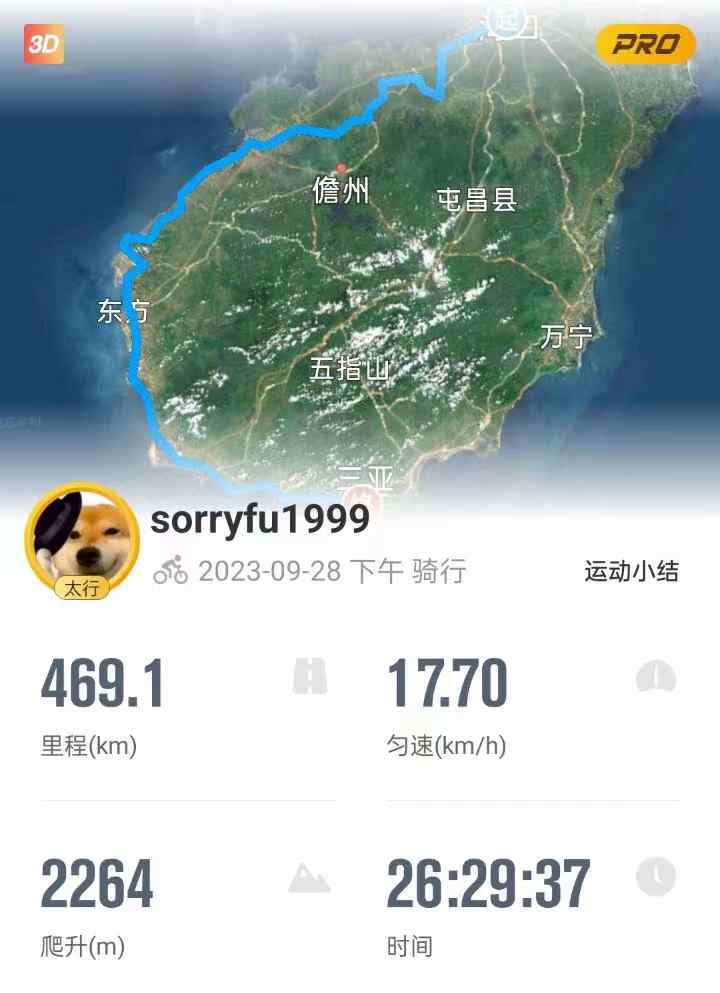 3D
起
PRO
儋州
屯昌县
东方
万宁
五指山
三亚
sorryfu1999
太行
2023-09-28 下午 骑行
运动小结
469.1
17.70
里程(km)
匀速(km/h)
2264
26:29:37
爬升(m)
时间